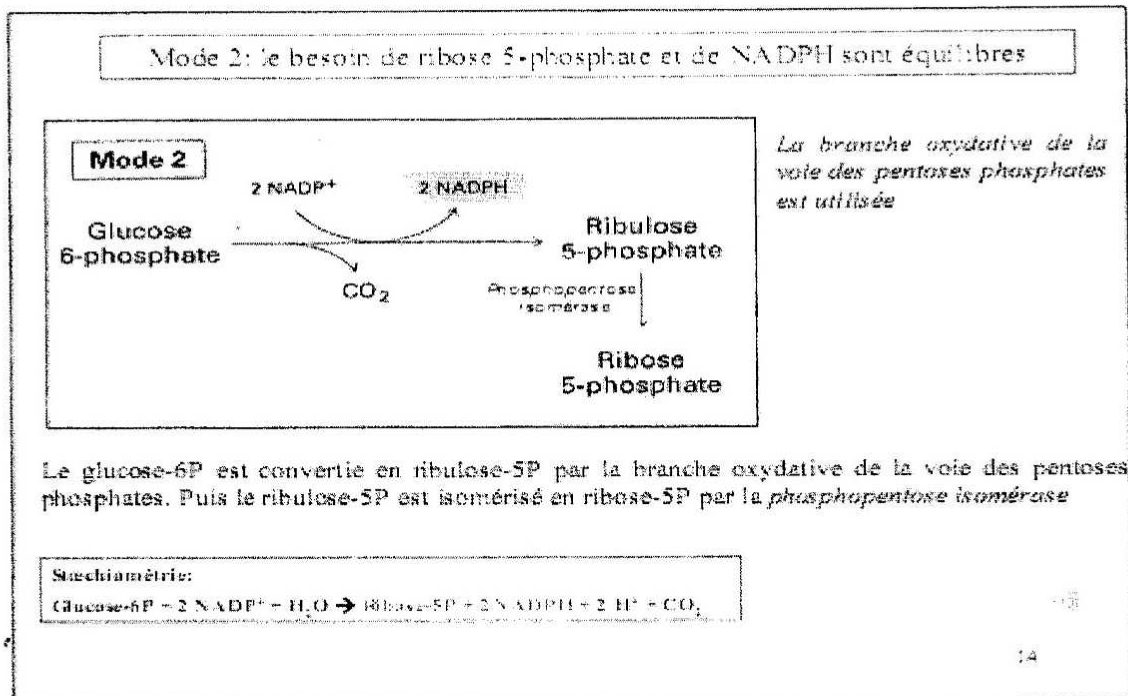 Mode 2: le besoin de ribose 5-phosphate et de NADPH sont équilibres
Mode 2
2 NADP+
2 NADPH
Glucose
6-phosphate
Ribulose
5-phosphate
CO₂
Phosphopentose
isomérase
Ribose
5-phosphate
La branche oxydative de la
voie des pentoses phosphates
est utilisée
Le glucose-6P est convertie en ribulose-5P par la branche oxydative de la voie des pentoses
phosphates. Puis le ribulose-5P est isomérisé en ribose-5P par la phosphopentose isomérase
Stœchiamètrie:
Glucose-6P + 2 NADP⁺ + H₂O → Ribose-5P + 2 NADPH + 2 H⁺ + CO₂
14